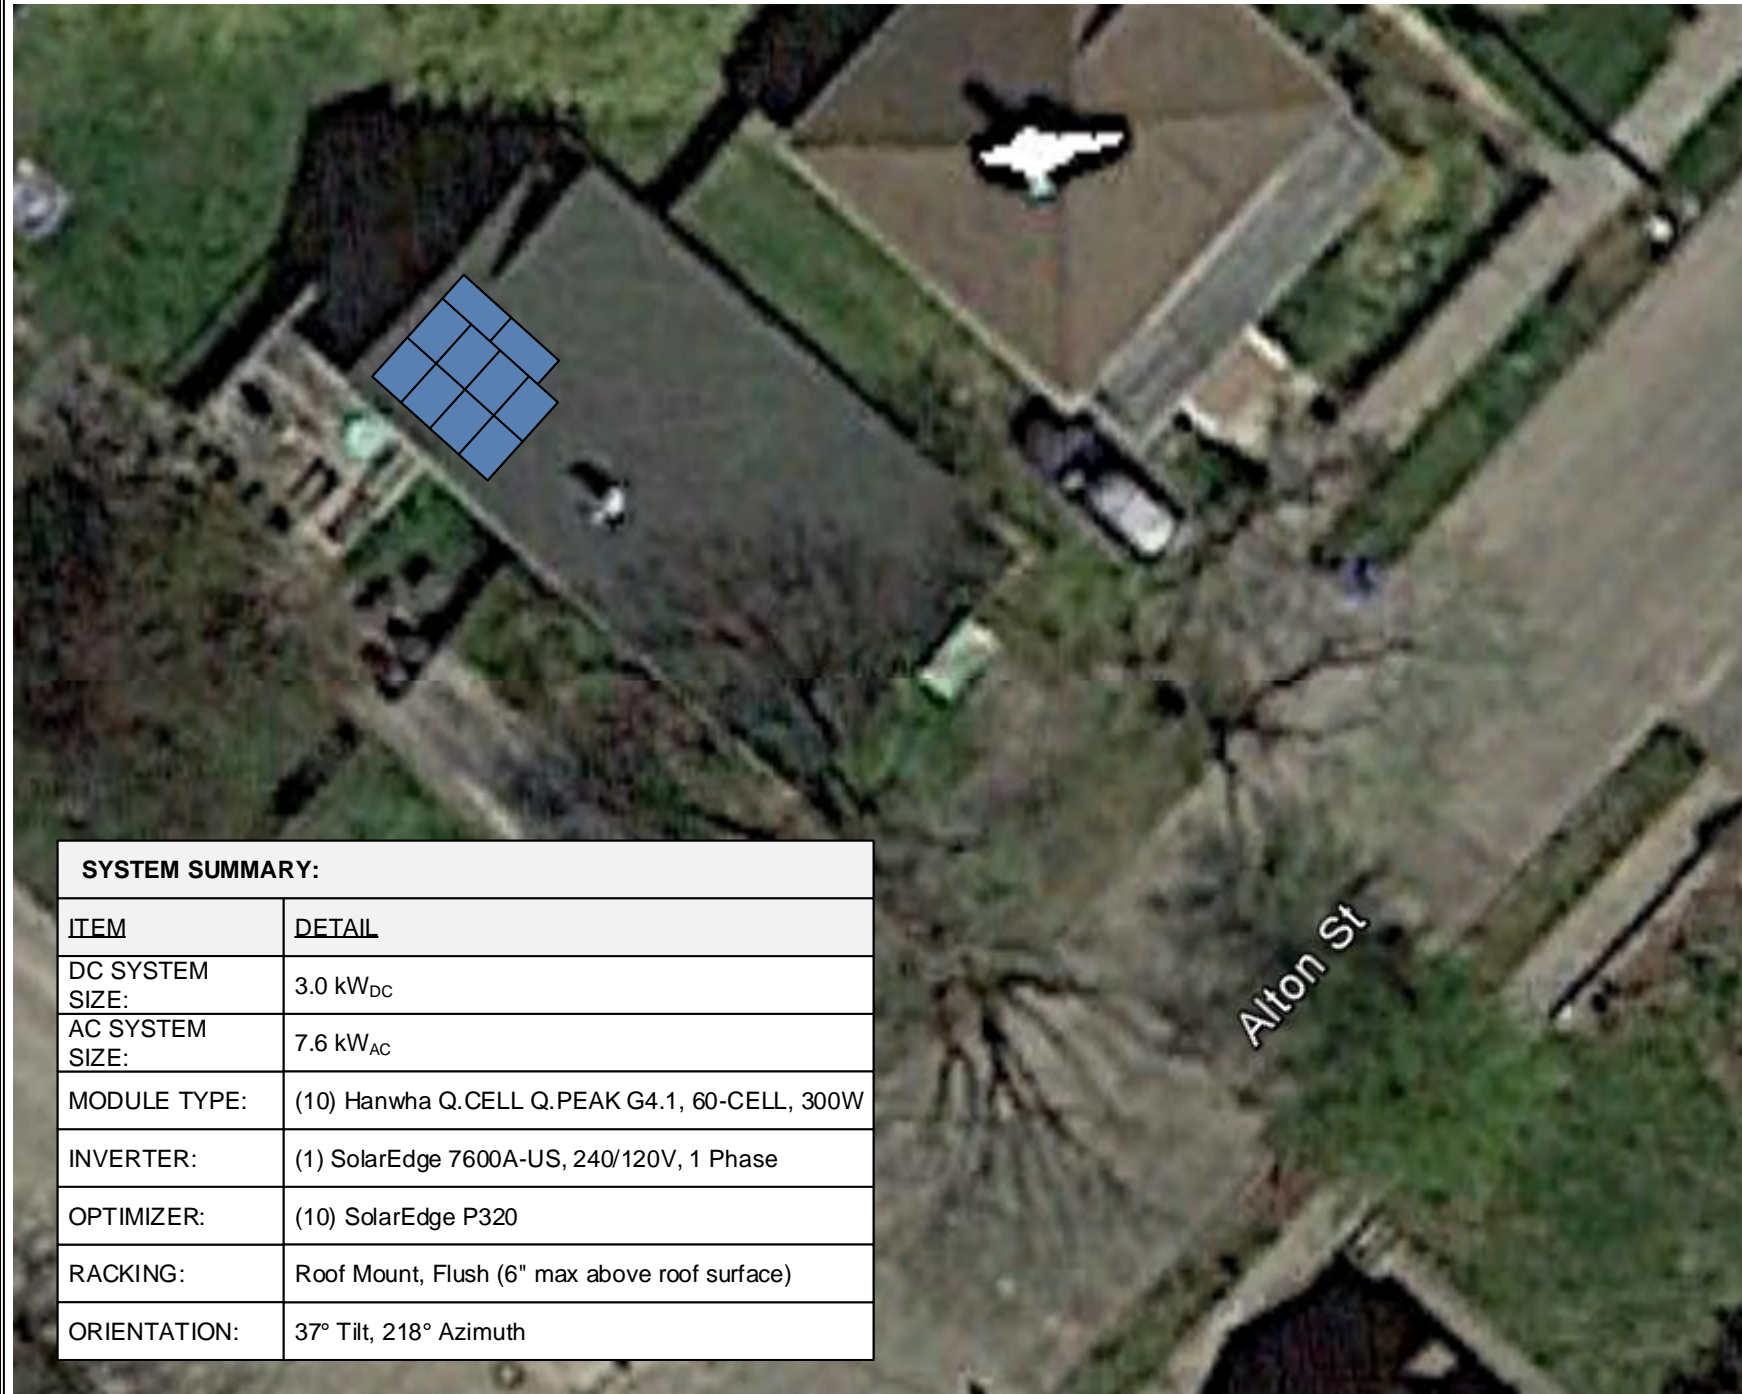 Alton St
SYSTEM SUMMARY:
ITEM DETAIL
DC SYSTEM
SIZE: 3.0 kWDC
AC SYSTEM
SIZE: 7.6 kWAC
MODULE TYPE: (10) Hanwha Q.CELL Q.PEAK G4.1, 60-CELL, 300W
INVERTER: (1) SolarEdge 7600A-US, 240/120V, 1 Phase
OPTIMIZER: (10) SolarEdge P320
RACKING: Roof Mount, Flush (6" max above roof surface)
ORIENTATION: 37° Tilt, 218° Azimuth